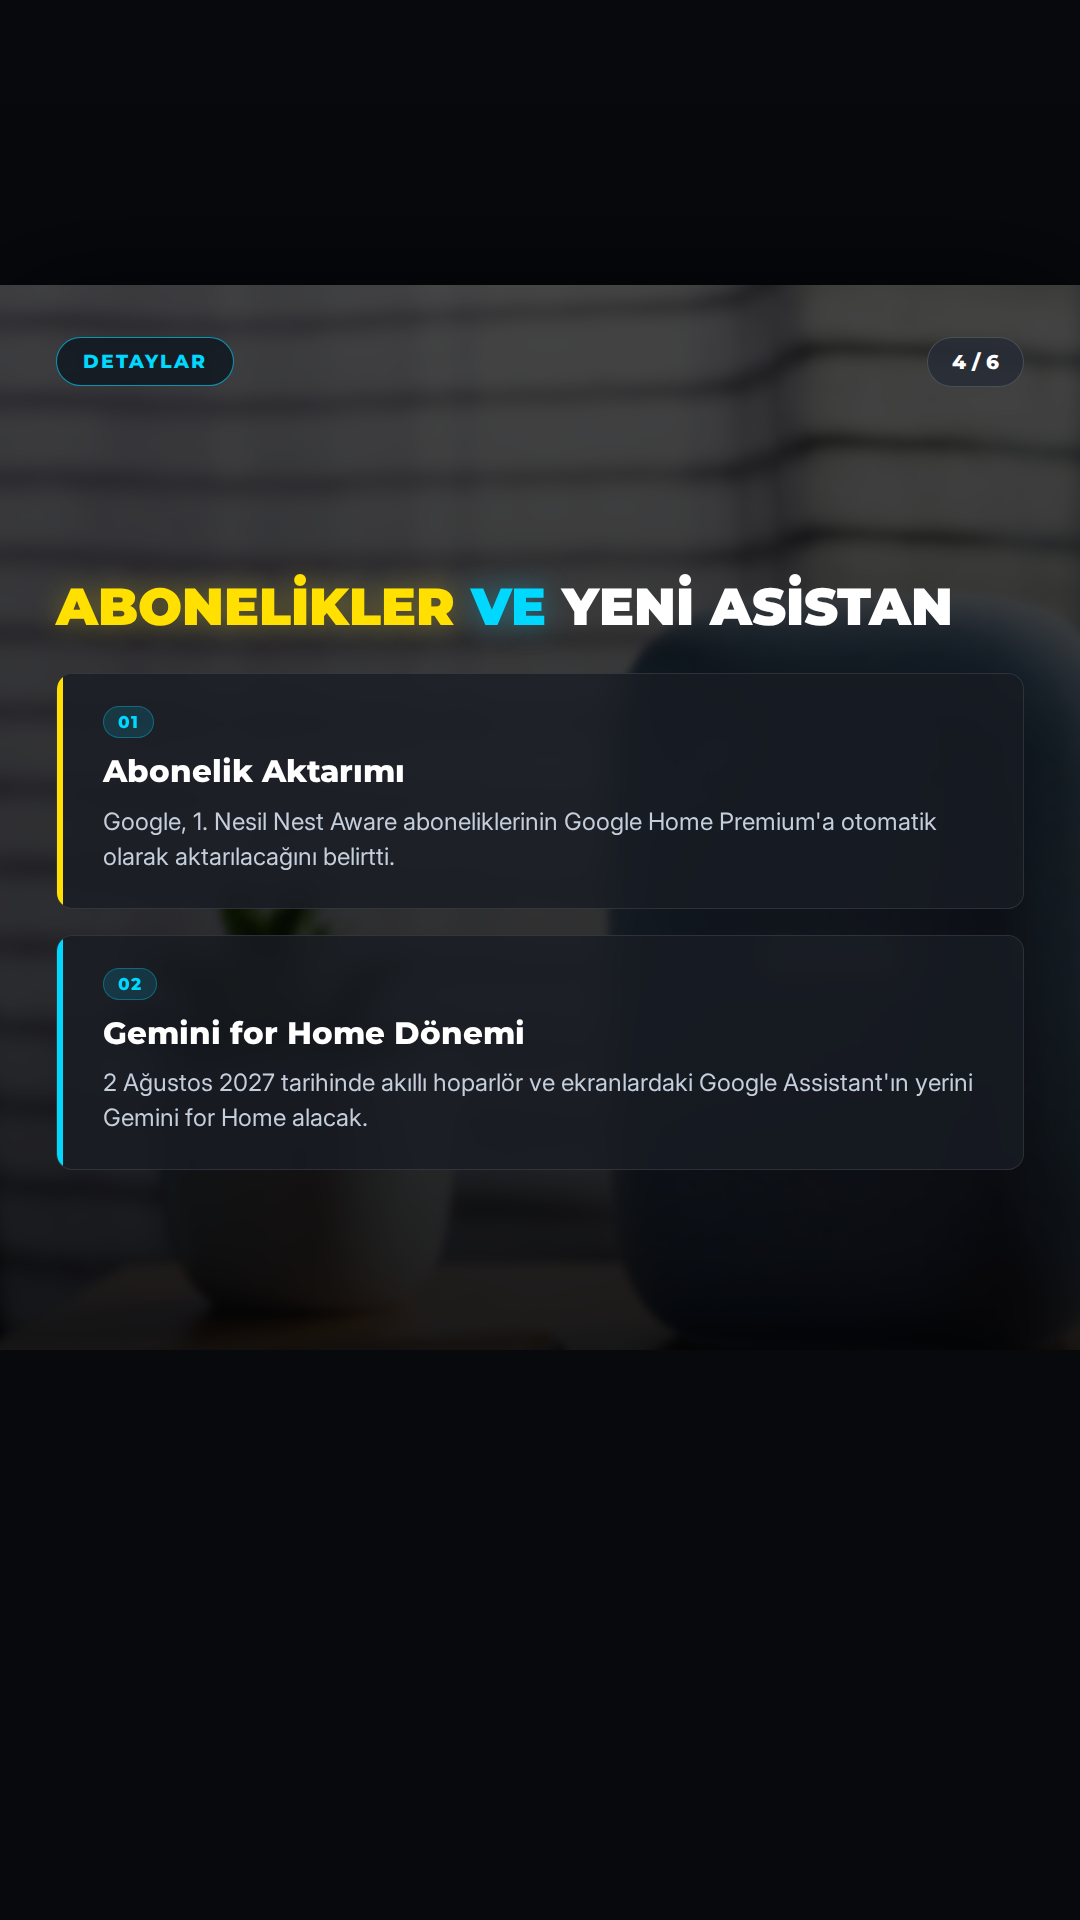 DETAYLAR
4 / 6
ABONELİKLER VE YENİ ASİSTAN
01
Abonelik Aktarımı
Google, 1. Nesil Nest Aware aboneliklerinin Google Home Premium'a otomatik
olarak aktarılacağını belirtti.
02
Gemini for Home Dönemi
2 Ağustos 2027 tarihinde akıllı hoparlör ve ekranlardaki Google Assistant'ın yerini
Gemini for Home alacak.